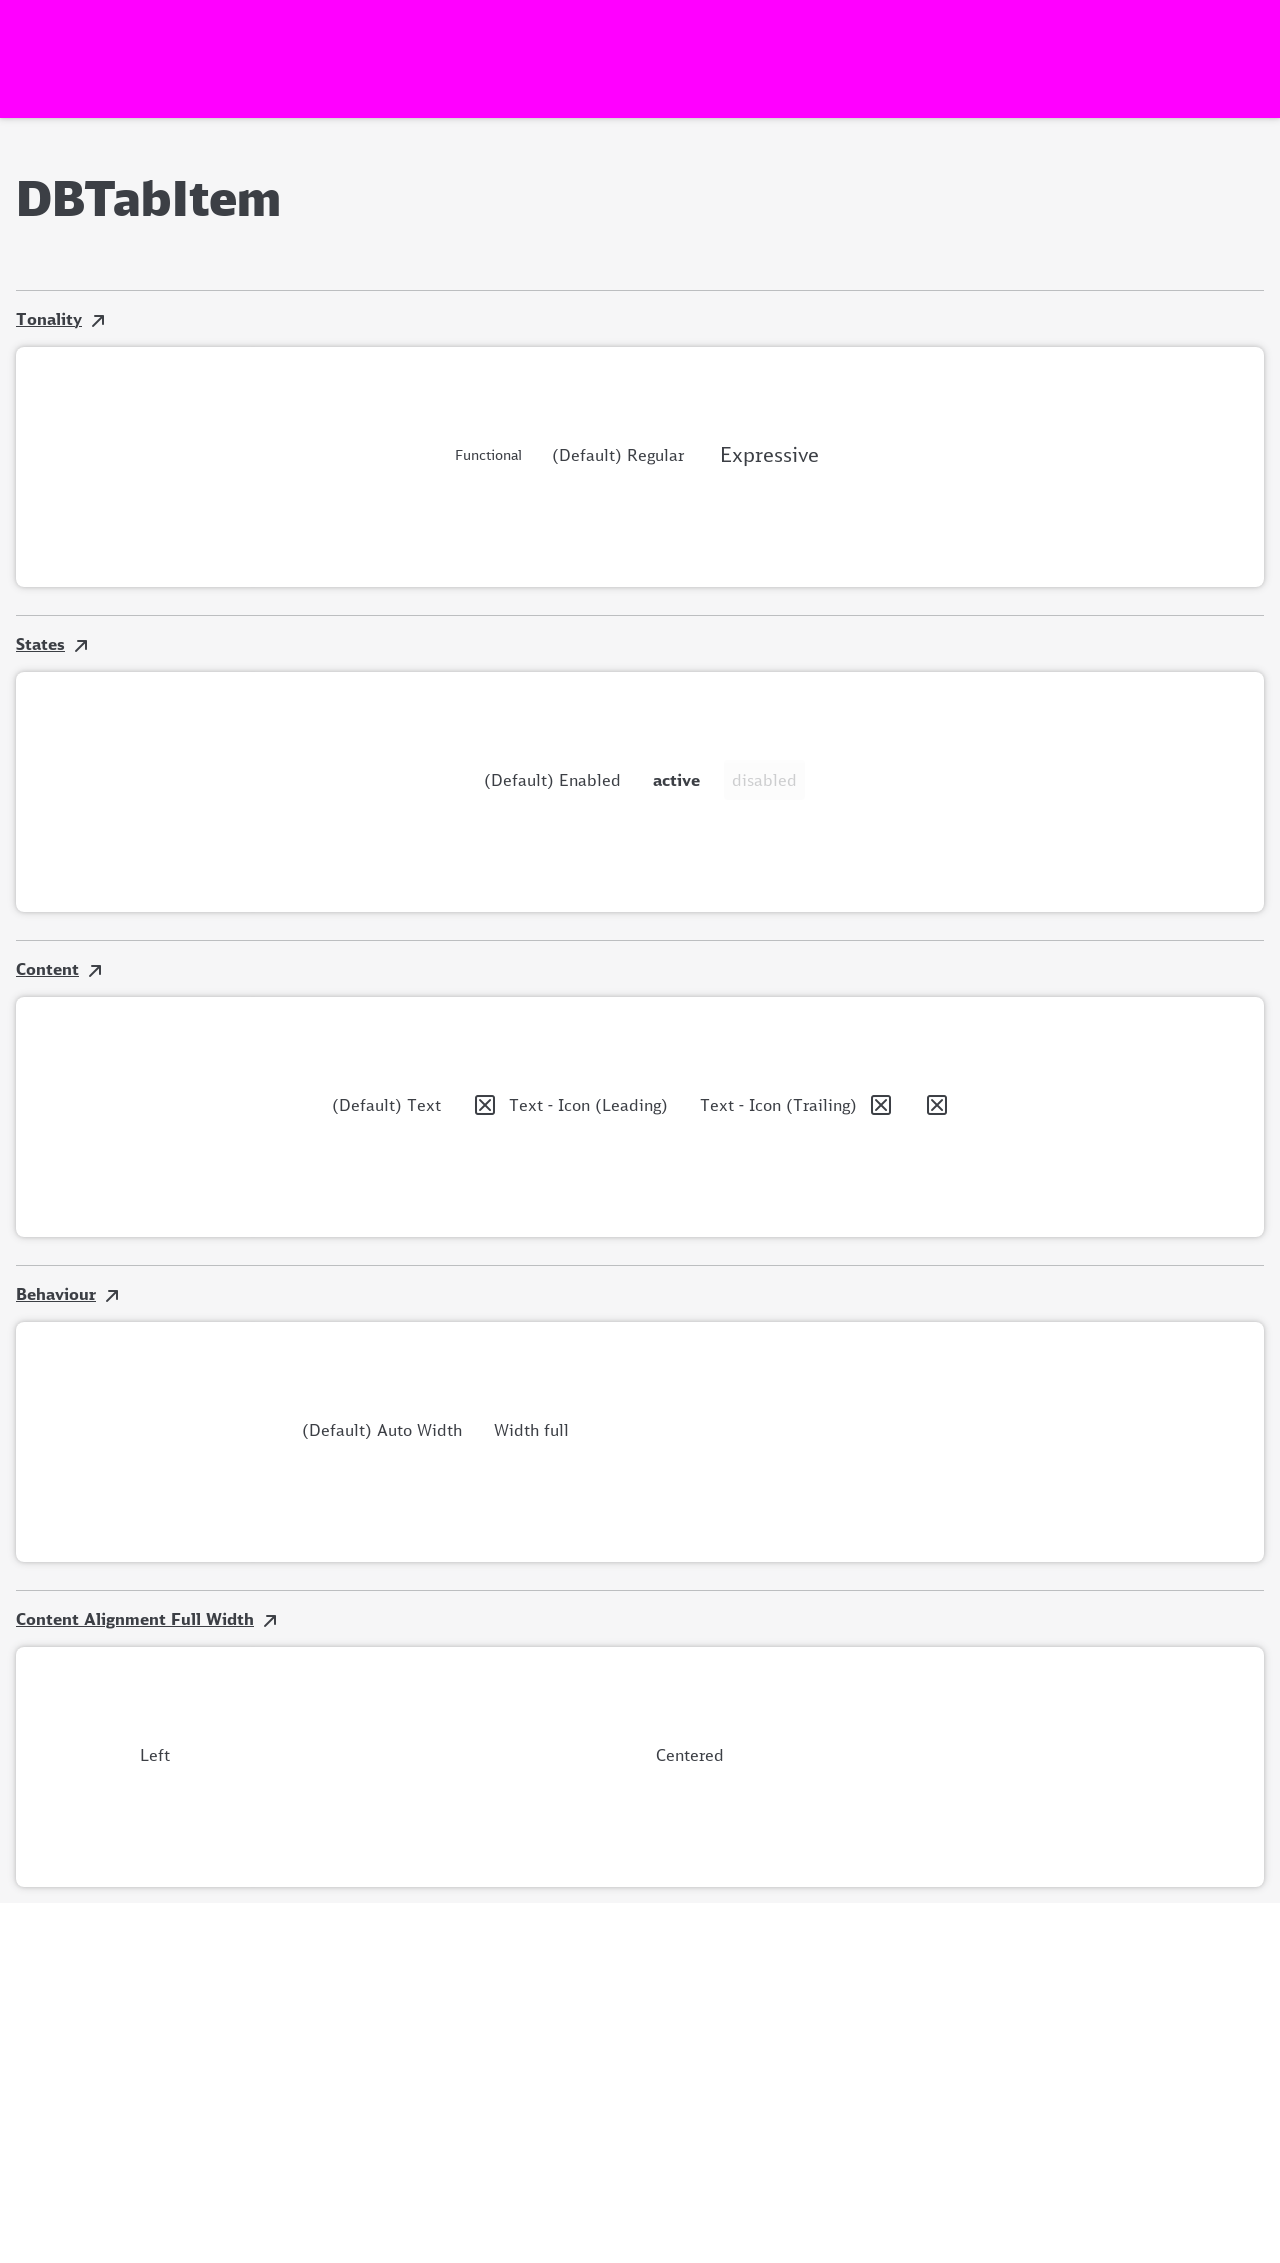 DBTabItem
Tonality
Functional (Default) Regular Expressive
States
(Default) Enabled active disabled
Content
(Default) Text Text - Icon (Leading) Text - Icon (Trailing)
Behaviour
(Default) Auto Width Width full
Content Alignment Full Width
Left Centered